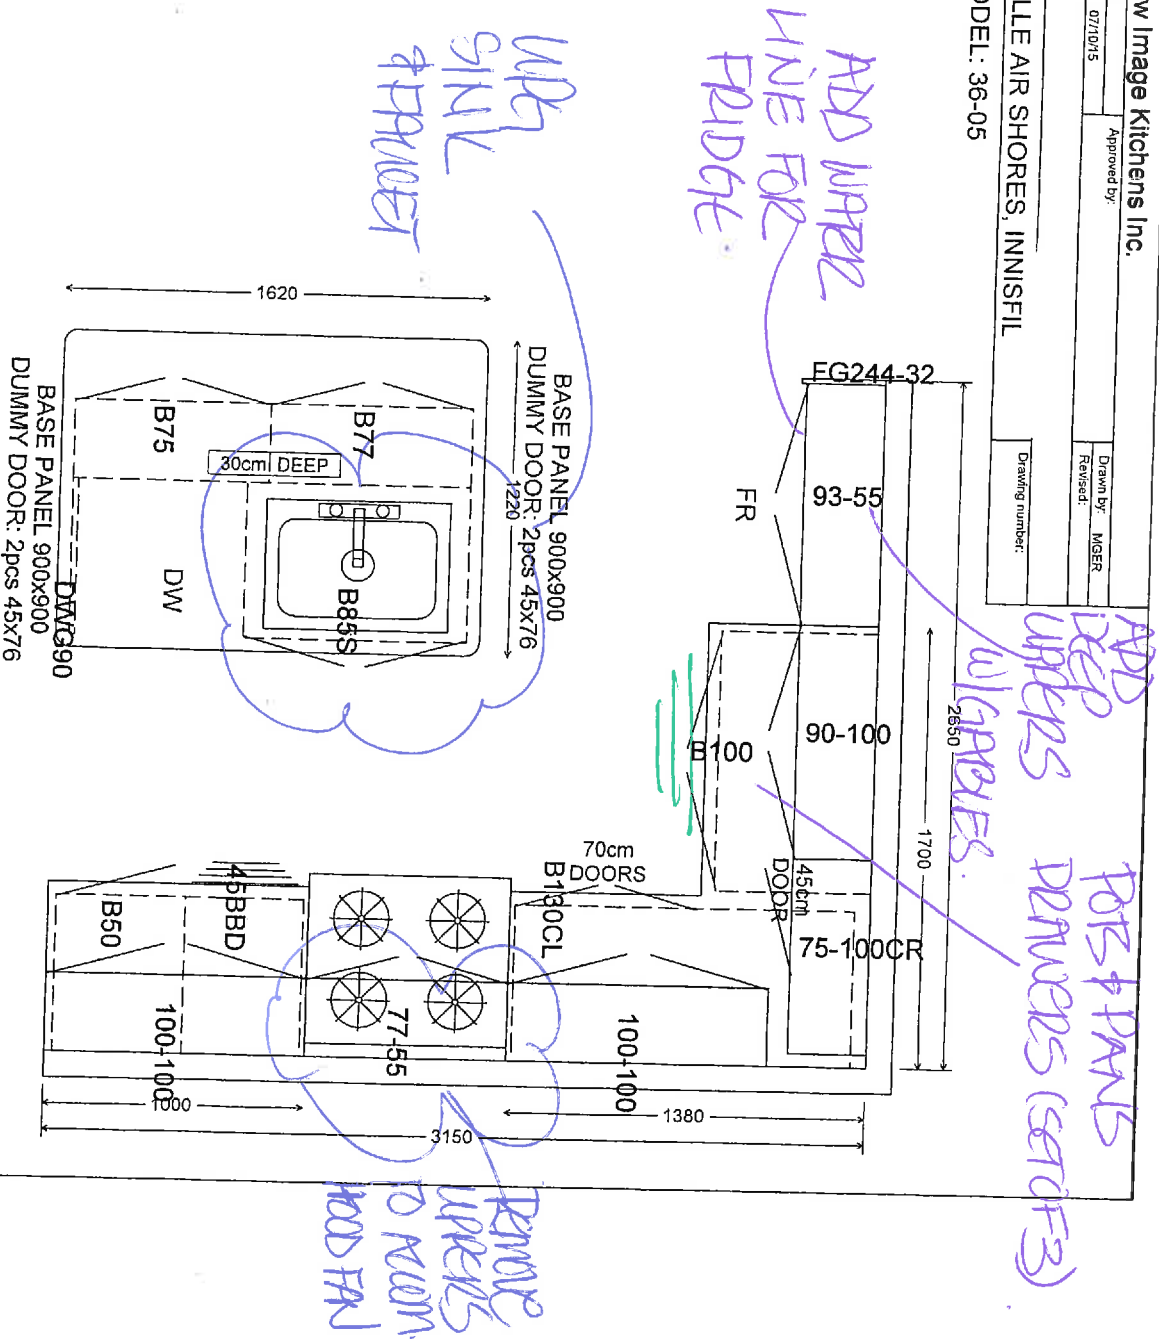 w Image Kitchens Inc.
07/10/15
Approved by:
Drawn by: MGER
Revised:
LLE AIR SHORES, INNISFIL
Drawing number:
ODEL: 36-05
ADD WATER
LINE FOR
FRIDGE
UPG
SINK
& FAUCET
ADD
DEEP
UPPERS
W/GABLES.
POTS & PANS
DRAWERS (SET OF 3)
REMOVE
UPPERS
TO ACCOM
HOOD FAN
FG244-32
93-55
FR
2650
1700
90-100
B100
45cm
DOOR
75-100CR
70cm
DOORS
B130CL
100-100
77-55
45BBD
B50
100-100
1000
1380
3150
1620
BASE PANEL 900x900
DUMMY DOOR: 2pcs 45x76
1220
B77
B75
30cm DEEP
B85S
DW
DWG90
BASE PANEL 900x900
DUMMY DOOR: 2pcs 45x76